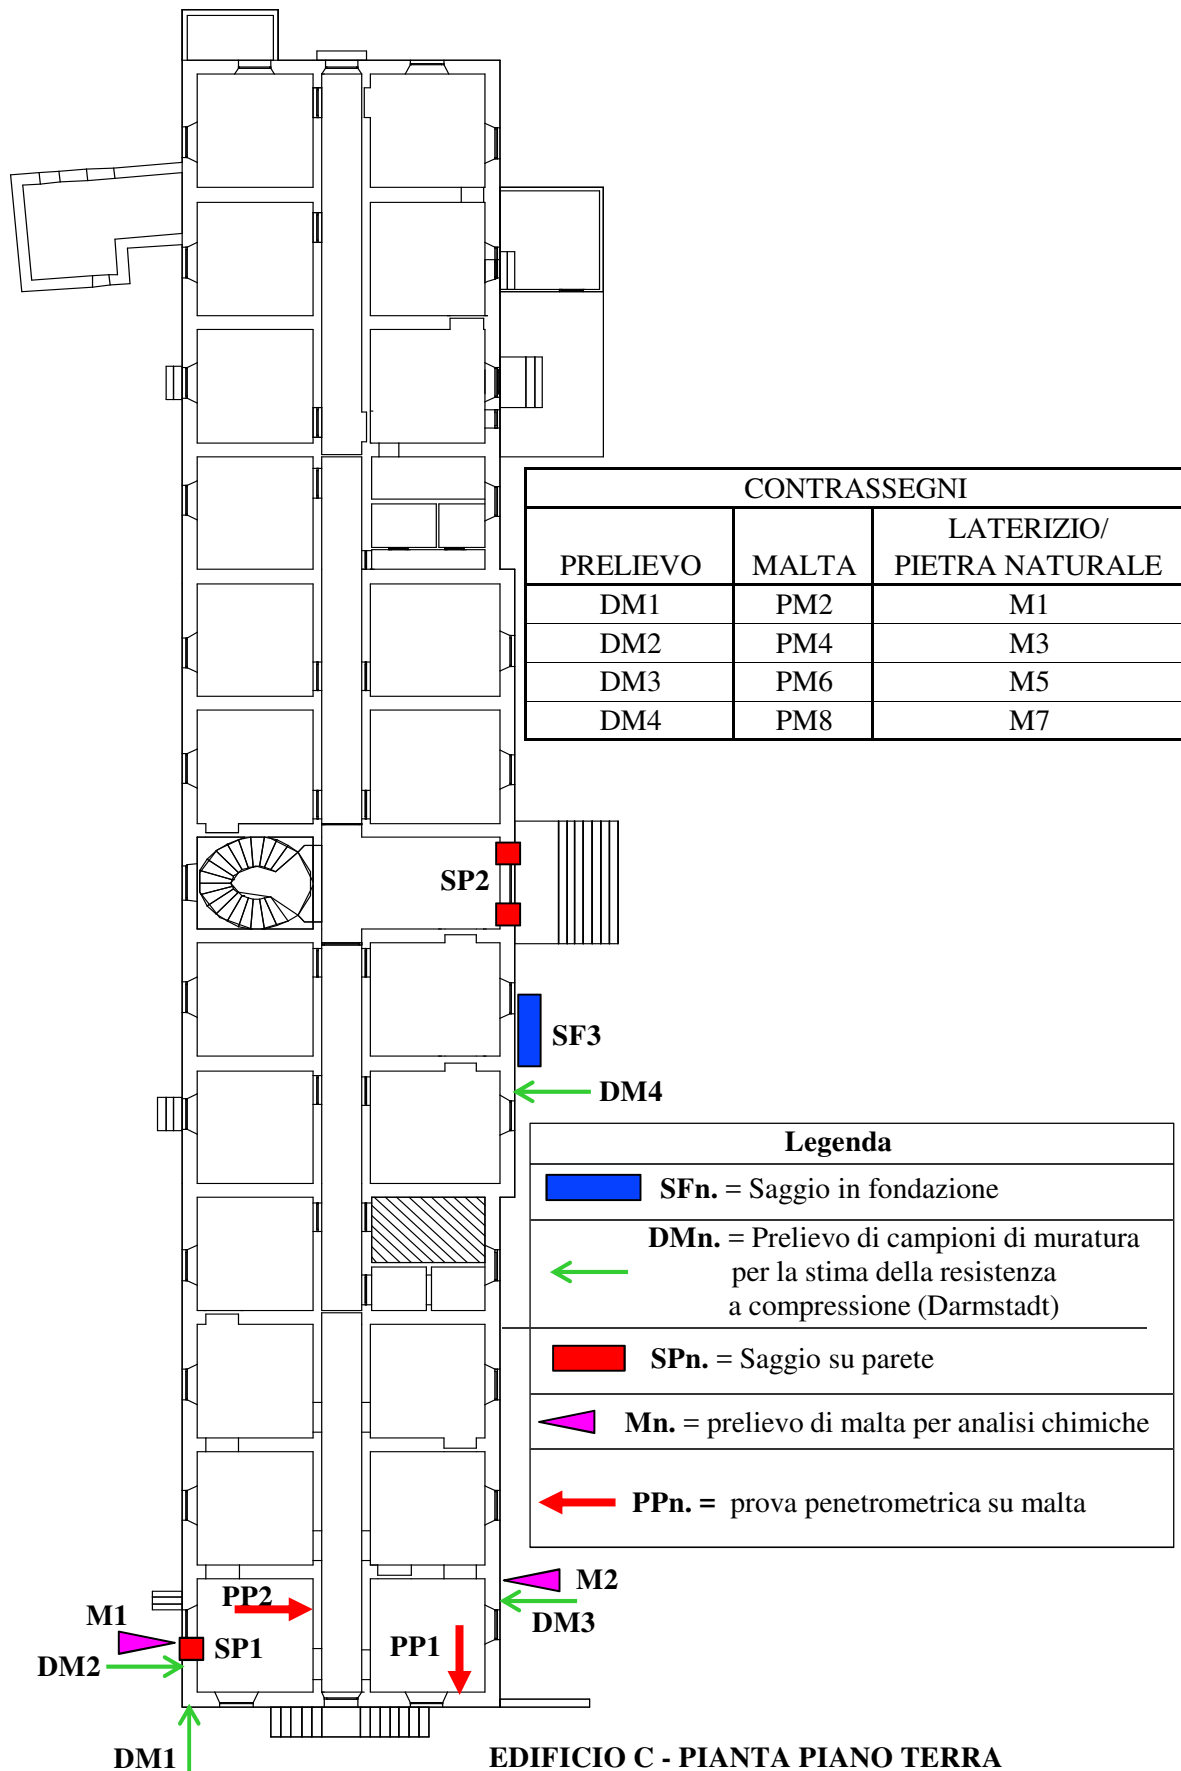 CONTRASSEGNI
PRELIEVO MALTA LATERIZIO/ PIETRA NATURALE
DM1 PM2 M1
DM2 PM4 M3
DM3 PM6 M5
DM4 PM8 M7
SP2
SF3
DM4
Legenda
SFn. = Saggio in fondazione
DMn. = Prelievo di campioni di muratura
per la stima della resistenza
a compressione (Darmstadt)
SPn. = Saggio su parete
Mn. = prelievo di malta per analisi chimiche
PPn. = prova penetrometrica su malta
M2
PP2
DM3
M1
SP1
PP1
DM2
DM1
EDIFICIO C - PIANTA PIANO TERRA